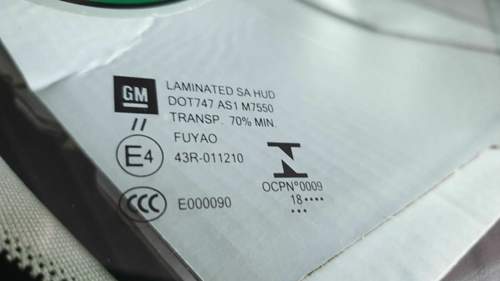 GM
LAMINATED SA HUD
DOT747 AS1 M7550
TRANSP. 70% MIN.
//
FUYAO
E4
43R-011210
N
OCPN°0009
CCC
E000090
18••••
•••